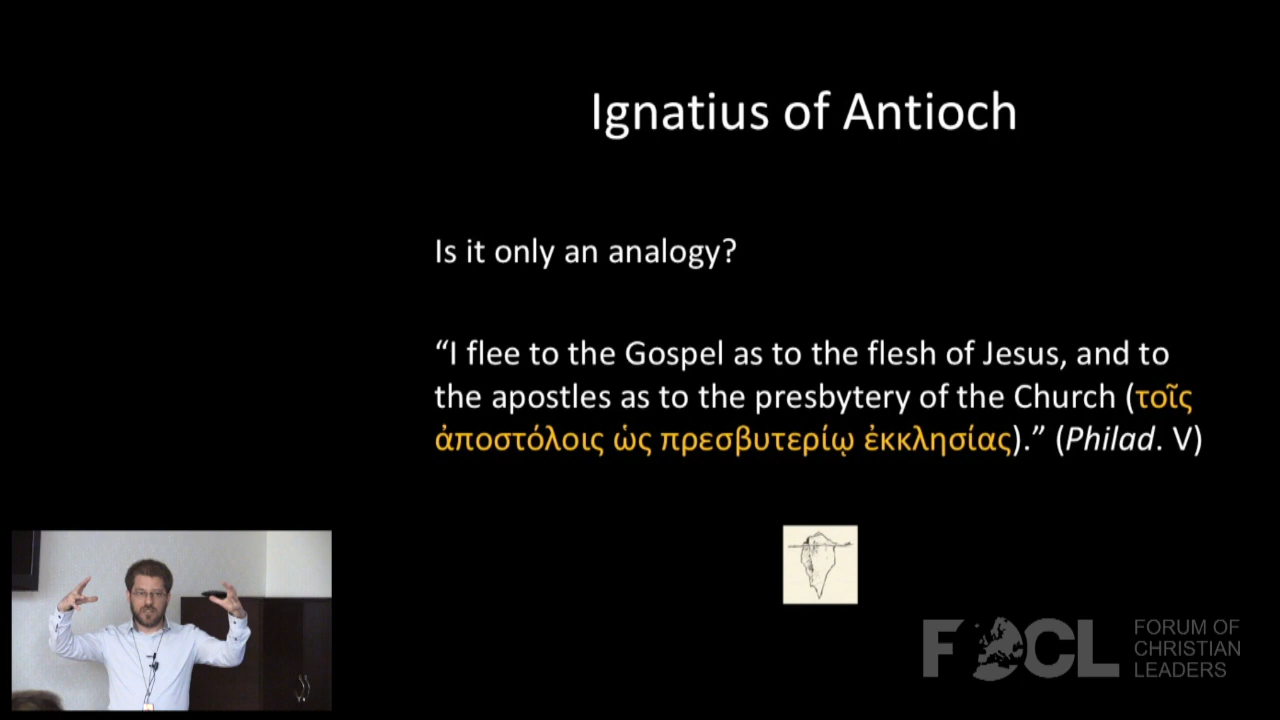 Ignatius of Antioch
Is it only an analogy?
“I flee to the Gospel as to the flesh of Jesus, and to
the apostles as to the presbytery of the Church (τοῖς
ἀποστόλοις ὡς πρεσβυτερίῳ ἐκκλησίας).” (Philad. V)
FOCL
FORUM OF
CHRISTIAN
LEADERS